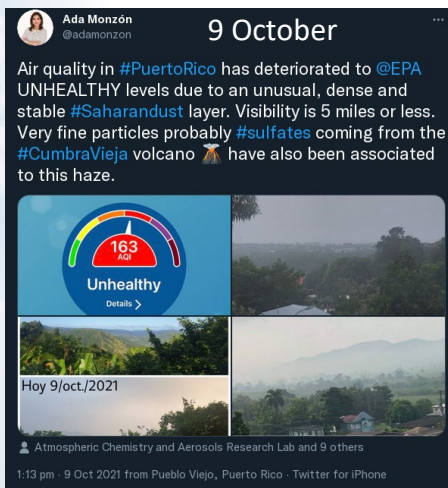 Ada Monzón
@adamonzon
9 October
Air quality in #PuertoRico has deteriorated to @EPA
UNHEALTHY levels due to an unusual, dense and
stable #Saharandust layer. Visibility is 5 miles or less.
Very fine particles probably #sulfates coming from the
#CumbraVieja volcano 🌋 have also been associated
to this haze.
163
AQI
Unhealthy
Details >
Hoy 9/oct./2021
Atmospheric Chemistry and Aerosols Research Lab and 9 others
1:13 pm · 9 Oct 2021 from Pueblo Viejo, Puerto Rico · Twitter for iPhone